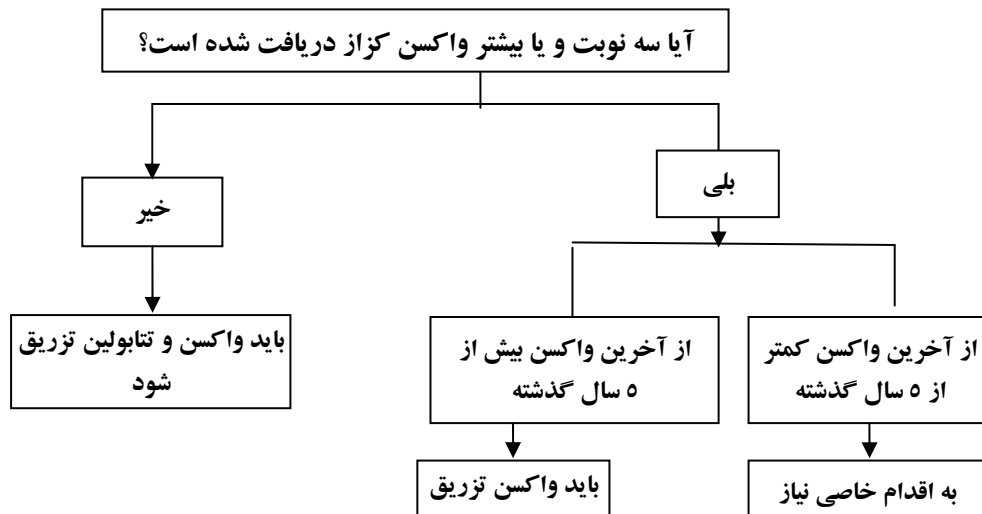 آیا سه نوبت و یا بیشتر واکسن کزاز دریافت شده است؟
بلی
خیر
از آخرین واکسن کمتر
از ۵ سال گذشته
از آخرین واکسن بیش از
۵ سال گذشته
باید واکسن و تتابولین تزریق
شود
به اقدام خاصی نیاز
باید واکسن تزریق